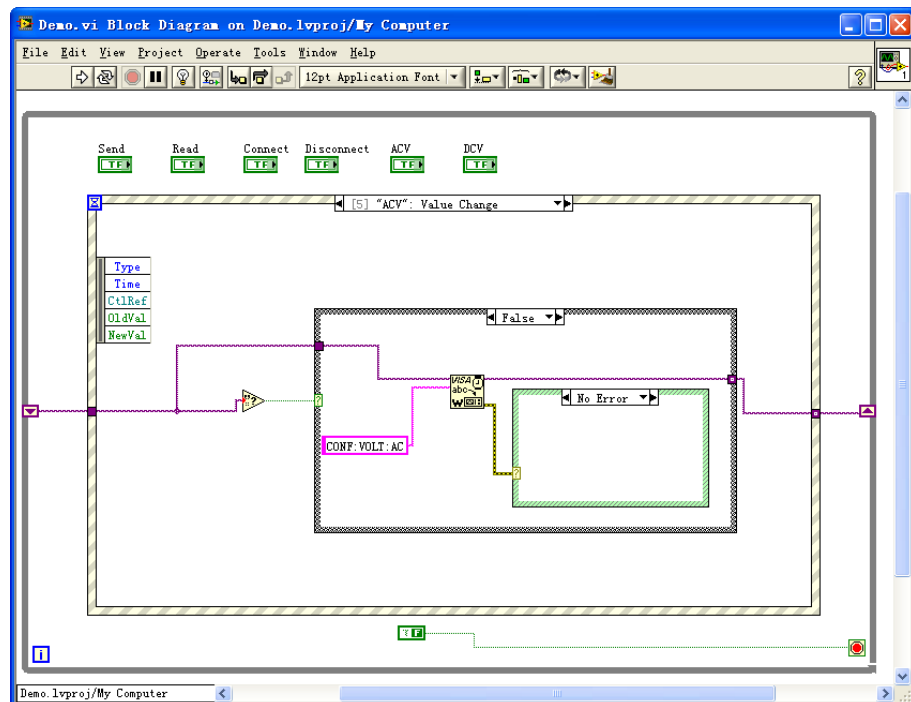 Demo.vi Block Diagram on Demo.lvproj/My Computer
File Edit View Project Operate Tools Window Help
12pt Application Font
?
1
Send Read Connect Disconnect ACV DCV
TF TF TF TF TF TF
[5] "ACV": Value Change
Type
Time
CtlRef
OldVal
NewVal
False
?
?
VISA
abc
W
No Error
CONF:VOLT:AC
?
F
i
Demo.lvproj/My Computer